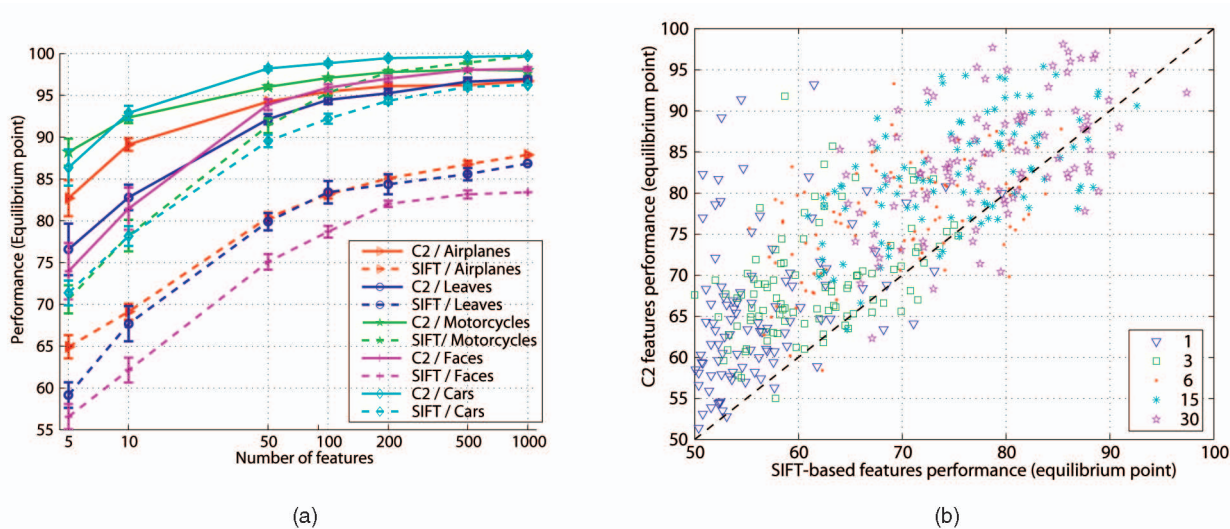 Performance (Equilibrium point)
100
95
90
85
80
75
70
65
60
55
5
10
50
100
200
500
1000
Number of features
C2 / Airplanes
SIFT / Airplanes
C2 / Leaves
SIFT / Leaves
C2 / Motorcycles
SIFT/ Motorcycles
C2 / Faces
SIFT / Faces
C2 / Cars
SIFT / Cars
(a)
C2 features performance (equilibrium point)
100
95
90
85
80
75
70
65
60
55
50
50
60
70
80
90
100
SIFT-based features performance (equilibrium point)
1
3
6
15
30
(b)